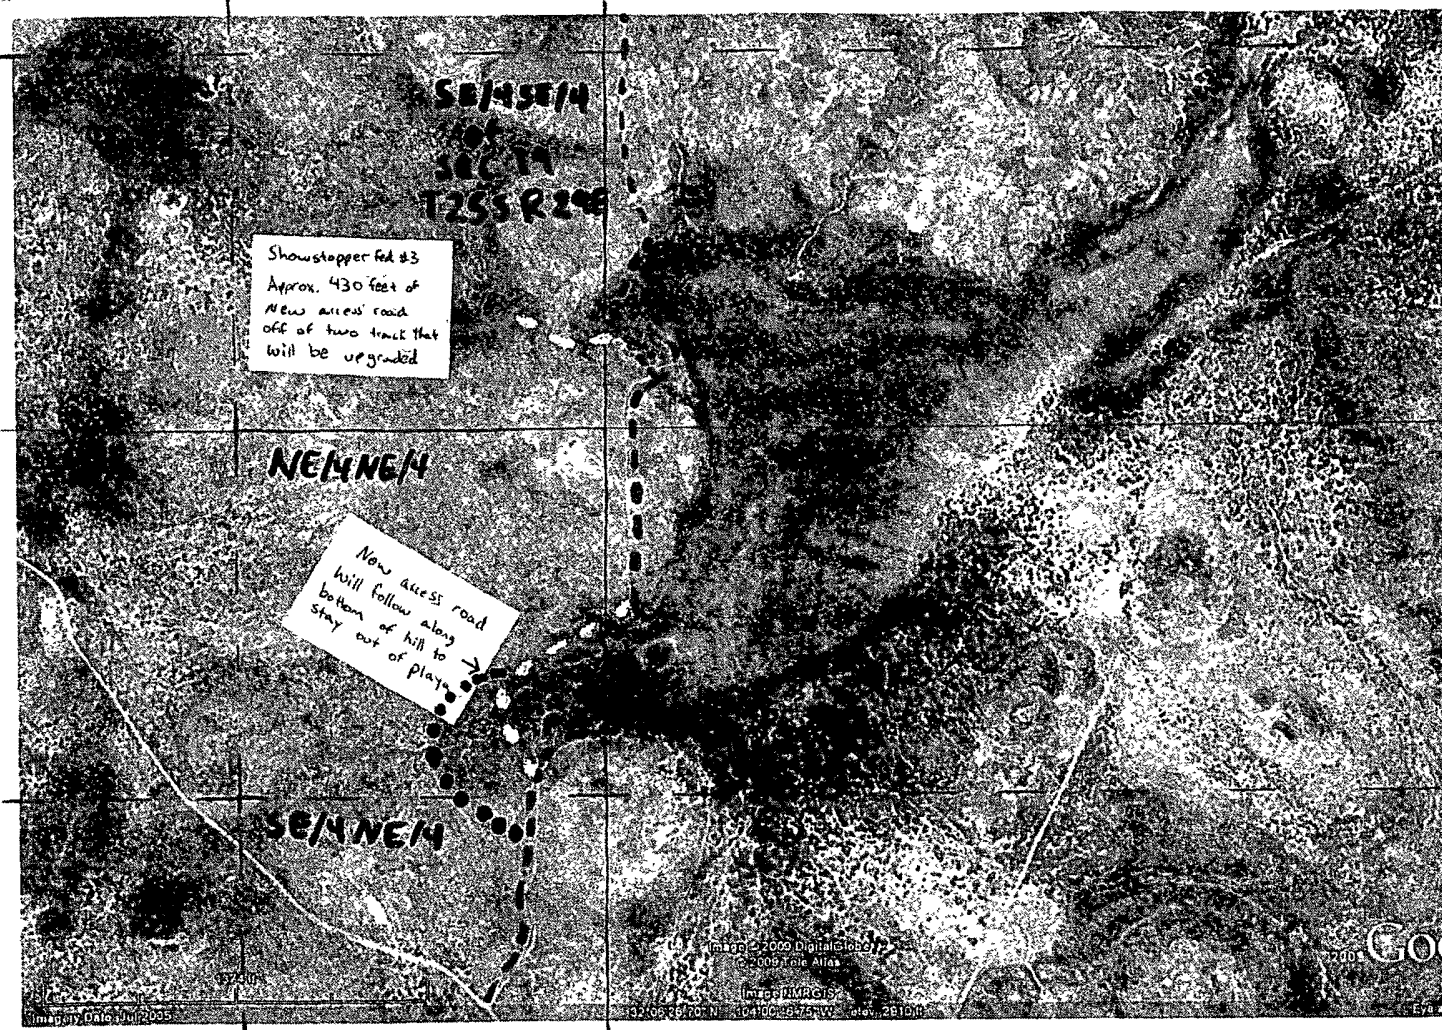 SE/4SE/4
of
SEC 19
T25S R29E
Showstopper Fed #3
Approx. 430 feet of
New access road
off of two track that
will be upgraded
NE/4NE/4
New access road
will follow along
bottom of hill to
stay out of playa
SE/4NE/4
Image © 2009 DigitalGlobe
© 2009 Tele Atlas
Image NMRGIS
Goo
Imagery Date: Jul 2005